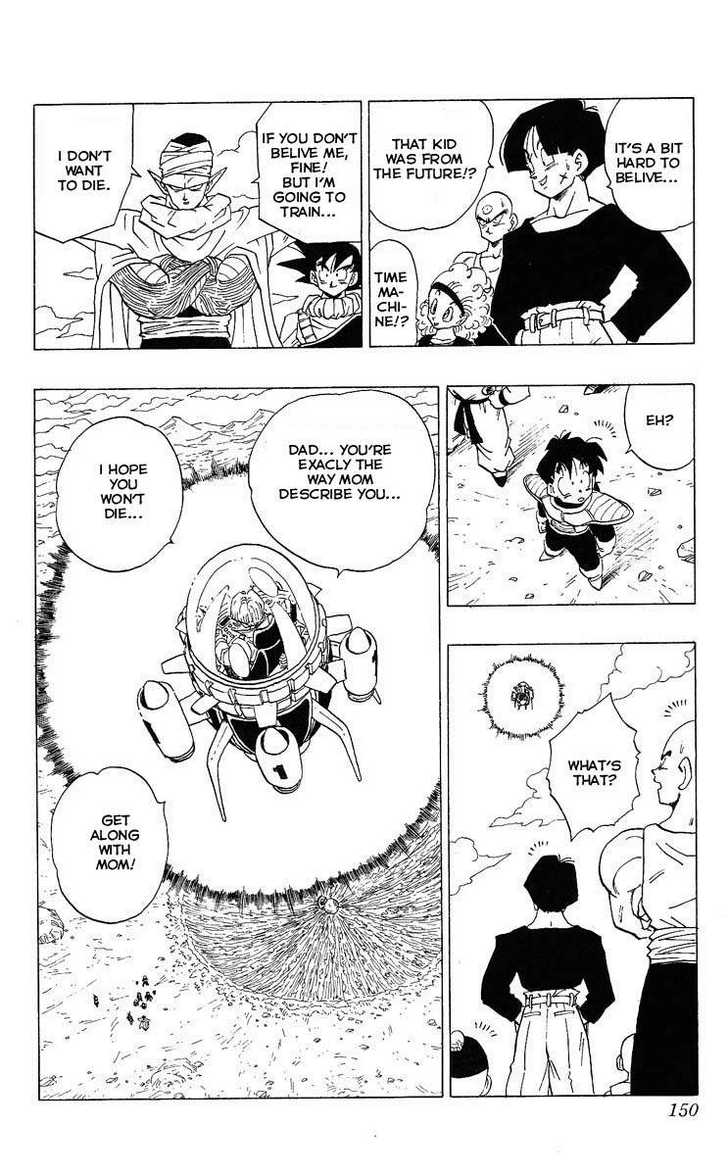 IT'S A BIT
HARD TO
BELIVE...
THAT KID
WAS FROM
THE FUTURE!?
TIME
MA-
CHI-
NE!?
IF YOU DON'T
BELIVE ME,
FINE!
BUT I'M
GOING TO
TRAIN...
I DON'T
WANT
TO DIE.
EH?
WHAT'S
THAT?
DAD... YOU'RE
EXACLY THE
WAY MOM
DESCRIBE YOU...
I HOPE
YOU
WON'T
DIE...
1
1
GET
ALONG
WITH
MOM!
150